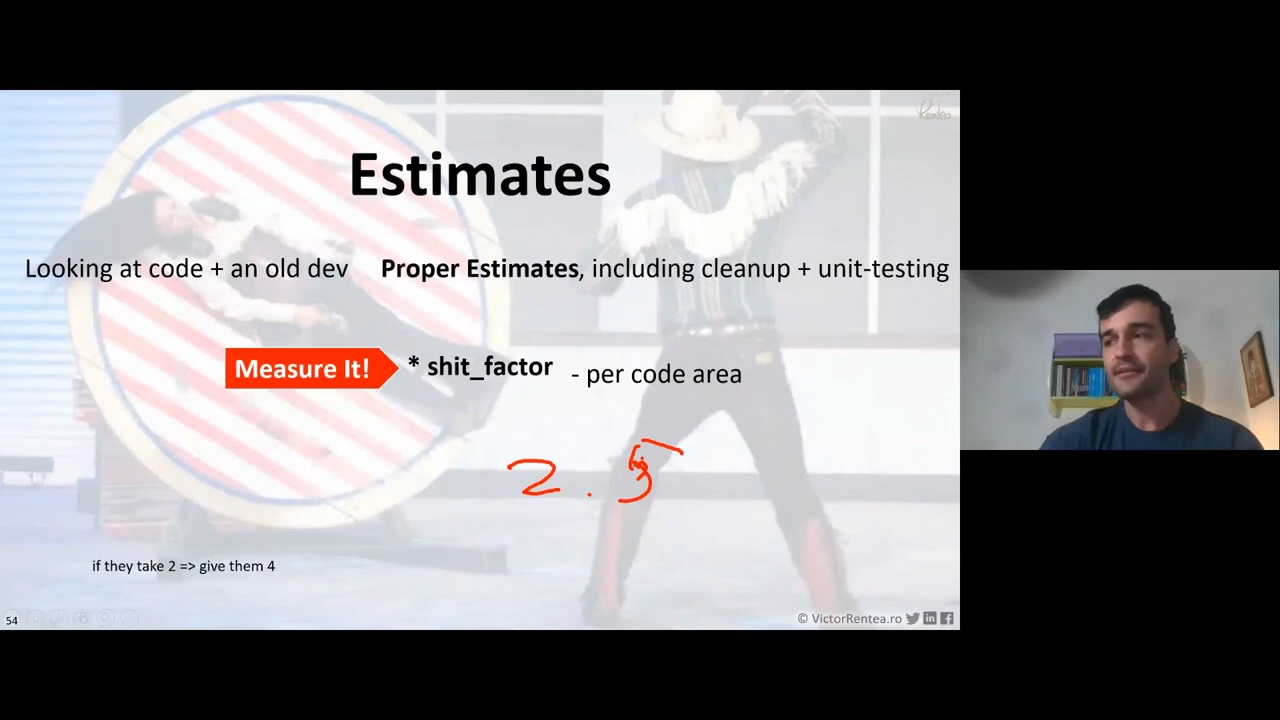 Rentea
Estimates
Looking at code + an old dev
Proper Estimates, including cleanup + unit-testing
Measure It!
* shit_factor
- per code area
2.5
if they take 2 => give them 4
54
© VictorRentea.ro